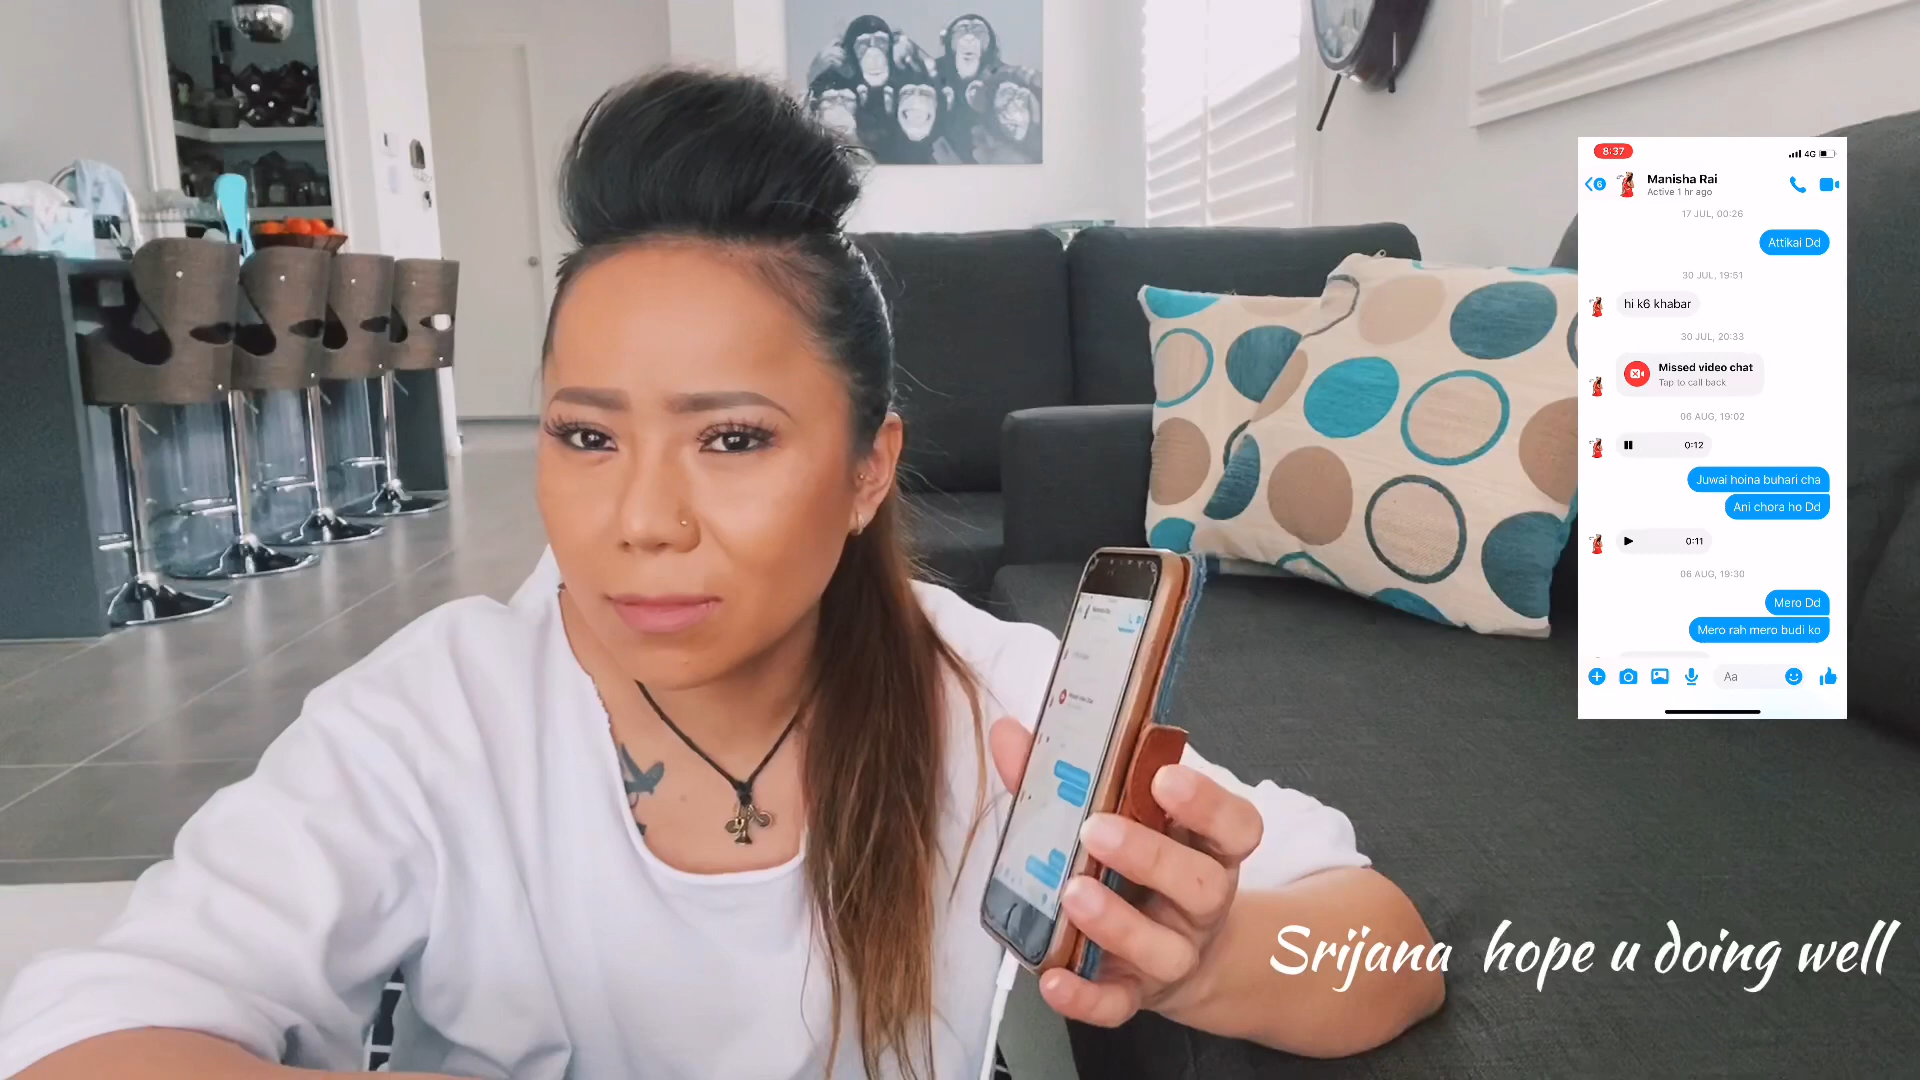 8:37
4G
6
Manisha Rai
Active 1 hr ago
17 JUL, 00:26
Attikai Dd
30 JUL, 19:51
hi k6 khabar
30 JUL, 20:33
Missed video chat
Tap to call back
06 AUG, 19:02
0:12
Juwai hoina buhari cha
Ani chora ho Dd
0:11
06 AUG, 19:30
Mero Dd
Mero rah mero budi ko
Aa
Srijana hope u doing well